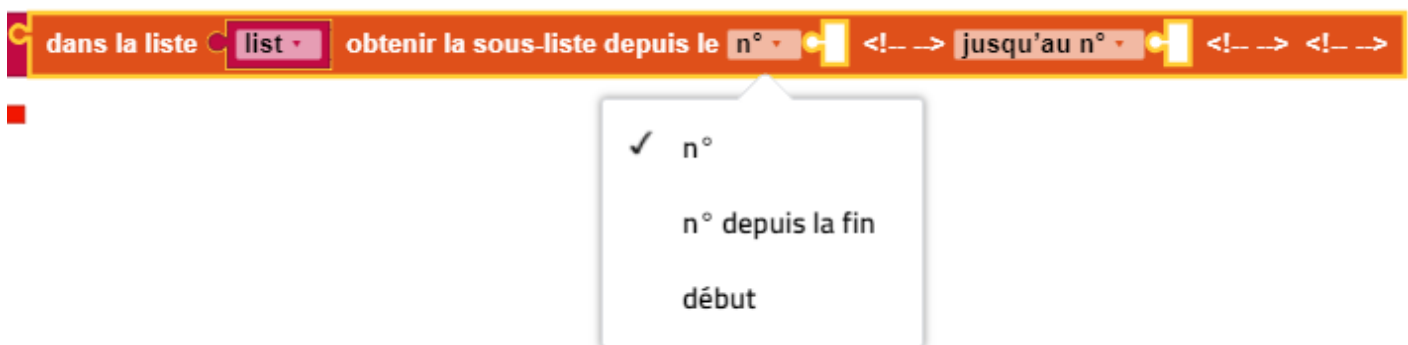 dans la liste list obtenir la sous-liste depuis le n° <!-- --> jusqu'au n° <!-- --> <!-- -->
✓ n°
n° depuis la fin
début